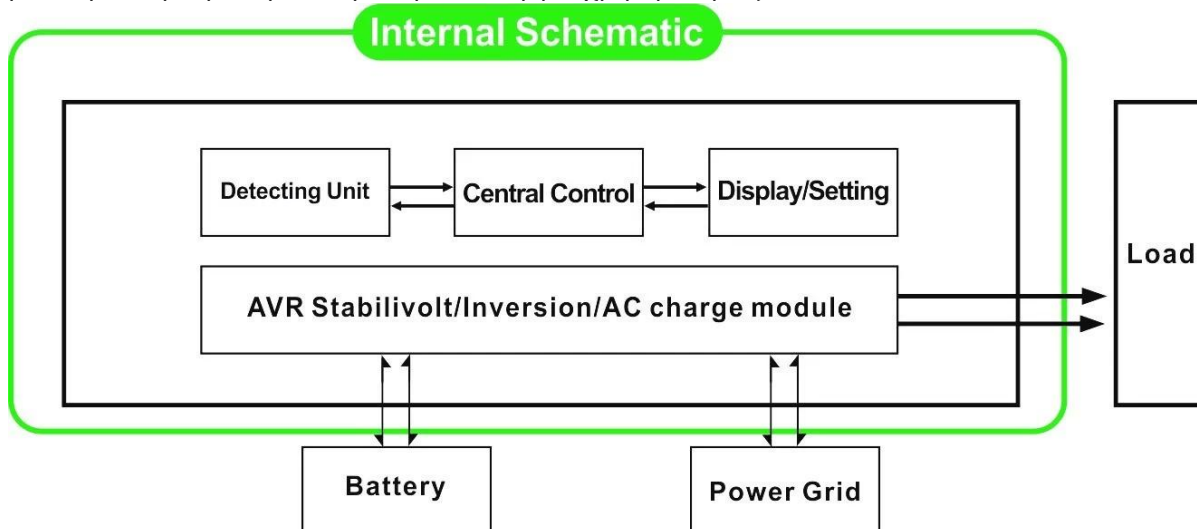 Internal Schematic
Detecting Unit
Central Control
Display/Setting
Load
AVR Stabilivolt/Inversion/AC charge module
Battery
Power Grid